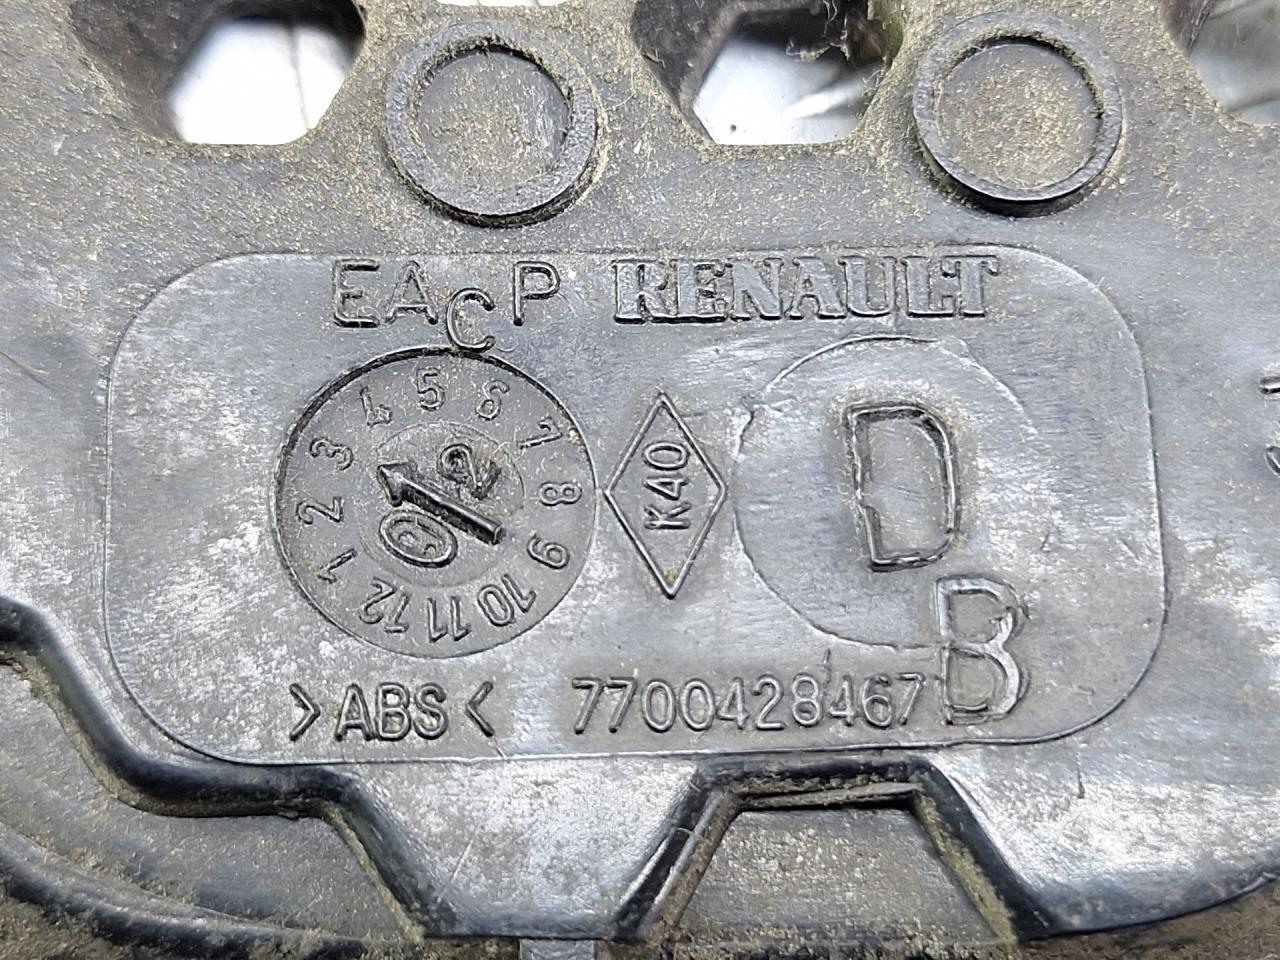 EACP RENAULT
1 2 3 4 5 6 7 8 9 10 11 12
02
K40
D
B
>ABS< 7700428467